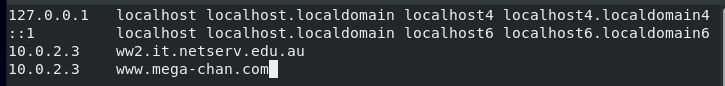 127.0.0.1   localhost localhost.localdomain localhost4 localhost4.localdomain4
::1         localhost localhost.localdomain localhost6 localhost6.localdomain6
10.0.2.3    ww2.it.netserv.edu.au
10.0.2.3    www.mega-chan.com